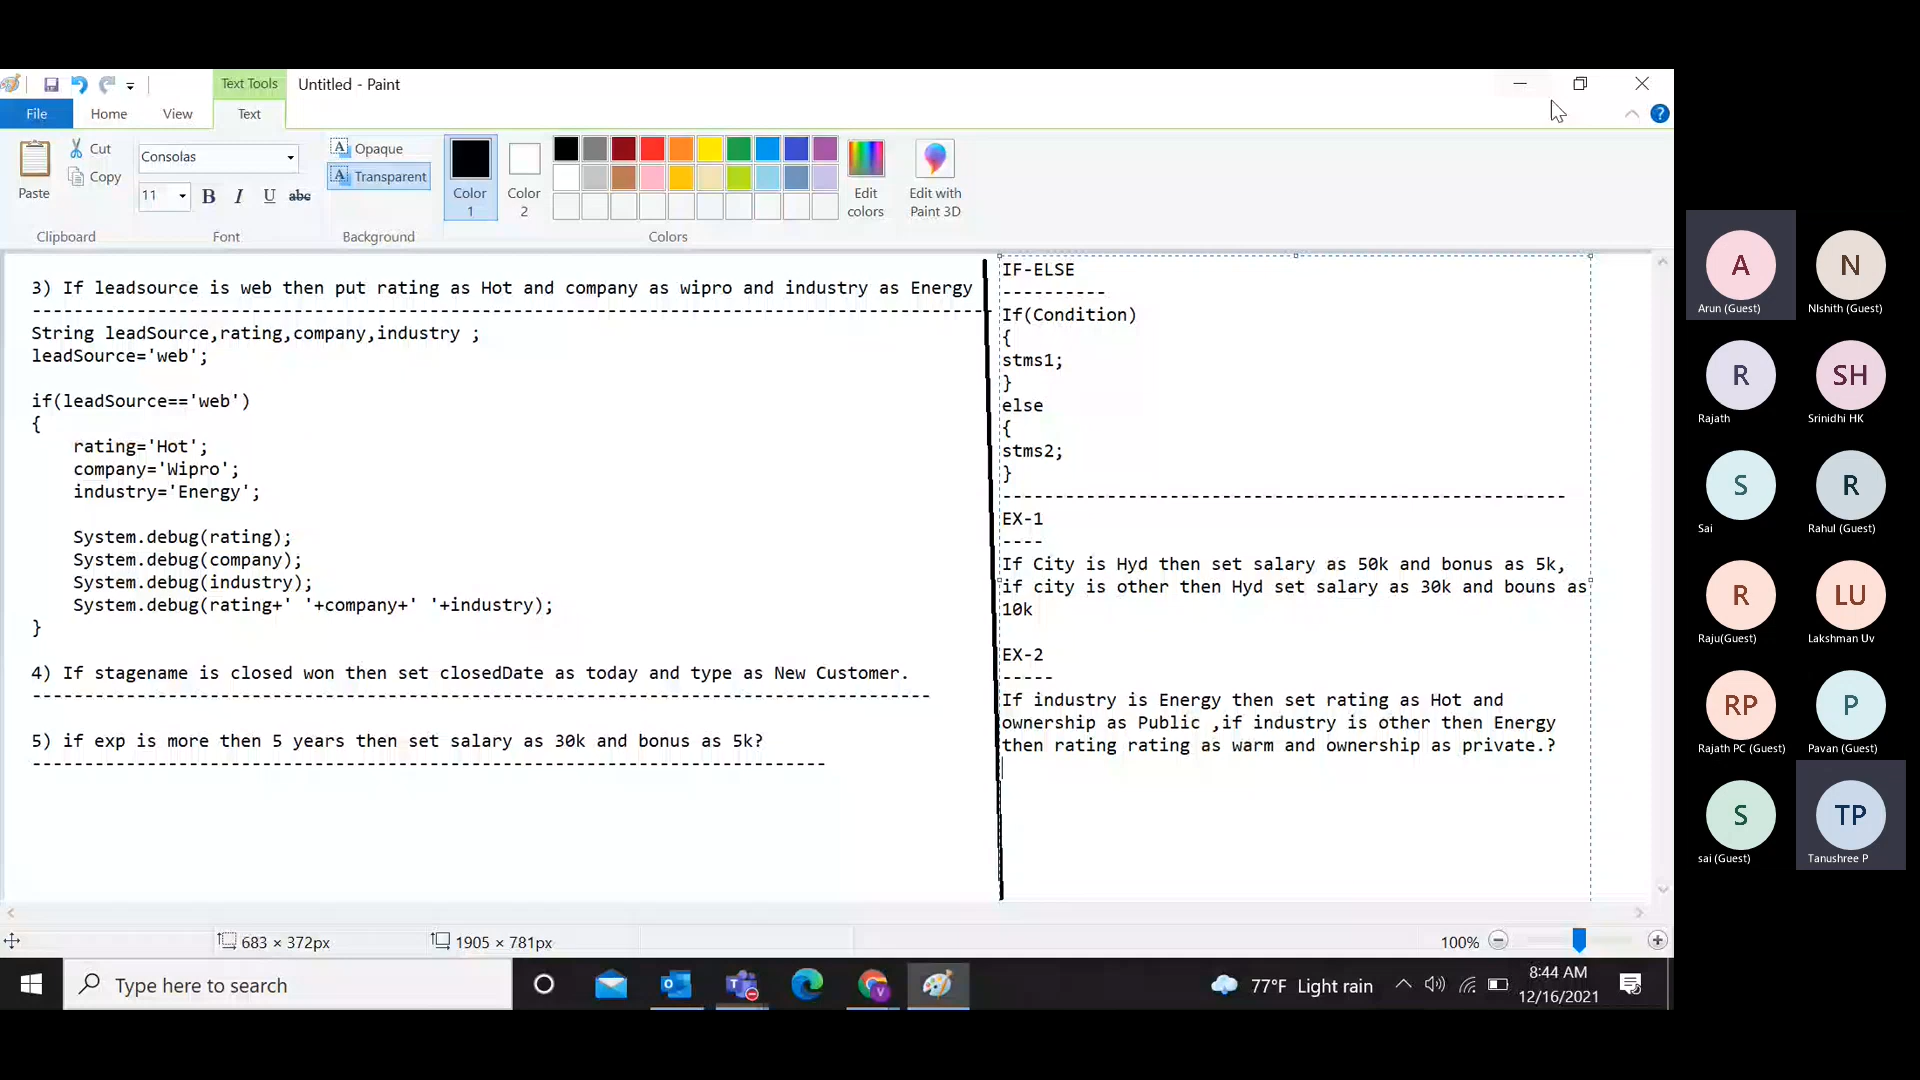 Text Tools
Untitled - Paint
File
Home
View
Text
Paste
Cut
Copy
Clipboard
Consolas
11
B I U abc
Font
Opaque
Transparent
Background
Color 1
Color 2
Colors
Edit colors
Edit with Paint 3D
3) If leadsource is web then put rating as Hot and company as wipro and industry as Energy
--------------------------------------------------------------------------------------------
String leadSource,rating,company,industry ;
leadSource='web';
if(leadSource=='web')
{
rating='Hot';
company='Wipro';
industry='Energy';
System.debug(rating);
System.debug(company);
System.debug(industry);
System.debug(rating+' '+company+' '+industry);
}
4) If stagename is closed won then set closedDate as today and type as New Customer.
--------------------------------------------------------------------------------------
5) if exp is more then 5 years then set salary as 30k and bonus as 5k?
----------------------------------------------------------------------------
IF-ELSE
----------
If(Condition)
{
stms1;
}
else
{
stms2;
}
------------------------------------------------------
EX-1
----
If City is Hyd then set salary as 50k and bonus as 5k,
if city is other then Hyd set salary as 30k and bouns as
10k
EX-2
-----
If industry is Energy then set rating as Hot and
ownership as Public ,if industry is other then Energy
then rating rating as warm and ownership as private.?
683 × 372px
1905 × 781px
100%
Type here to search
77°F Light rain
8:44 AM
12/16/2021
A
Arun (Guest)
N
NIshith (Guest)
R
Rajath
SH
Srinidhi HK
S
Sai
R
Rahul (Guest)
R
Raju(Guest)
LU
Lakshman Uv
RP
Rajath PC (Guest)
P
Pavan (Guest)
S
sai (Guest)
TP
Tanushree P